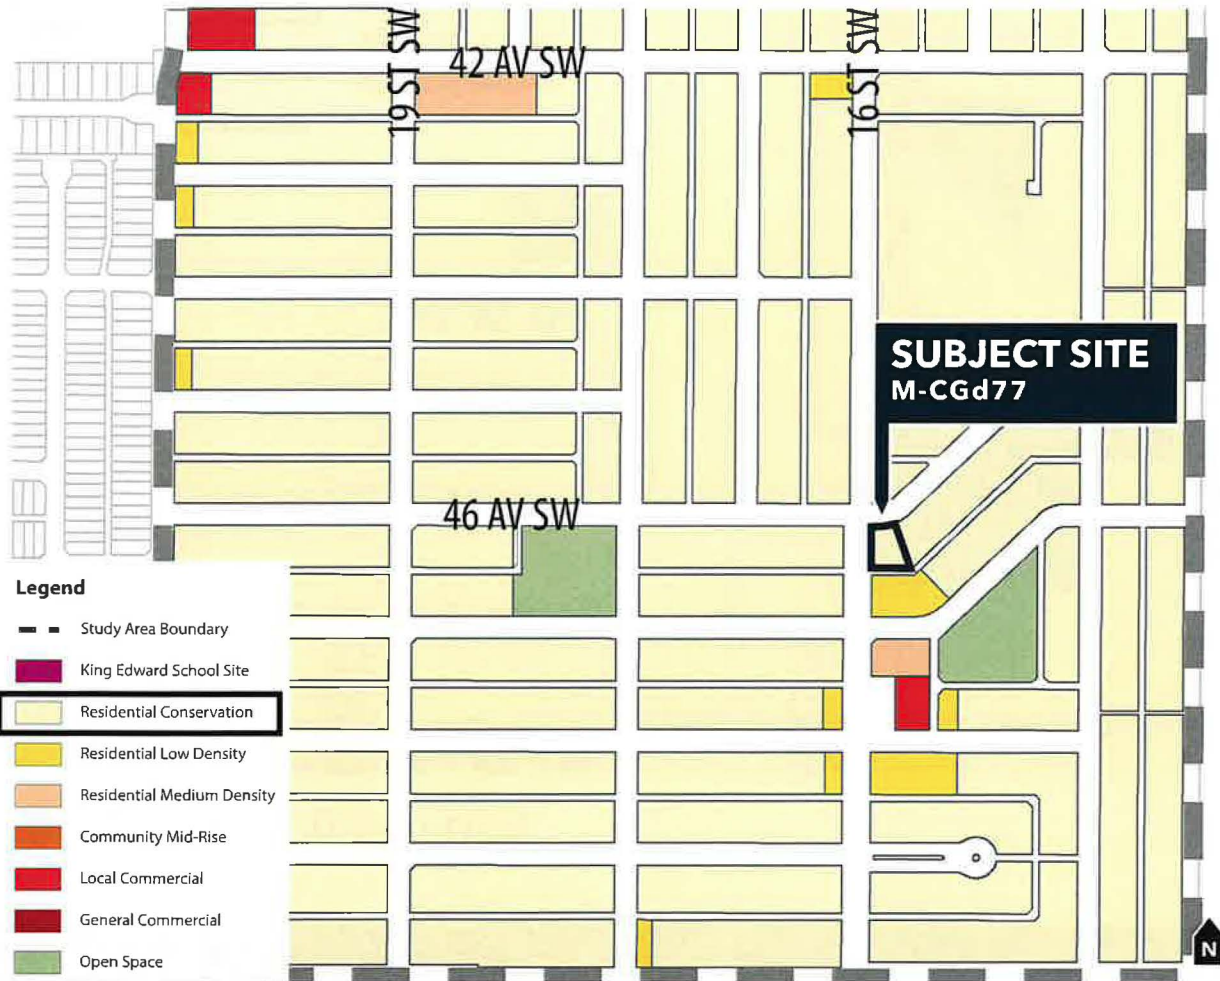 19 ST SW
42 AV SW
16 ST SW
SUBJECT SITE
M-CGd77
46 AV SW
Legend
Study Area Boundary
King Edward School Site
Residential Conservation
Residential Low Density
Residential Medium Density
Community Mid-Rise
Local Commercial
General Commercial
Open Space
N